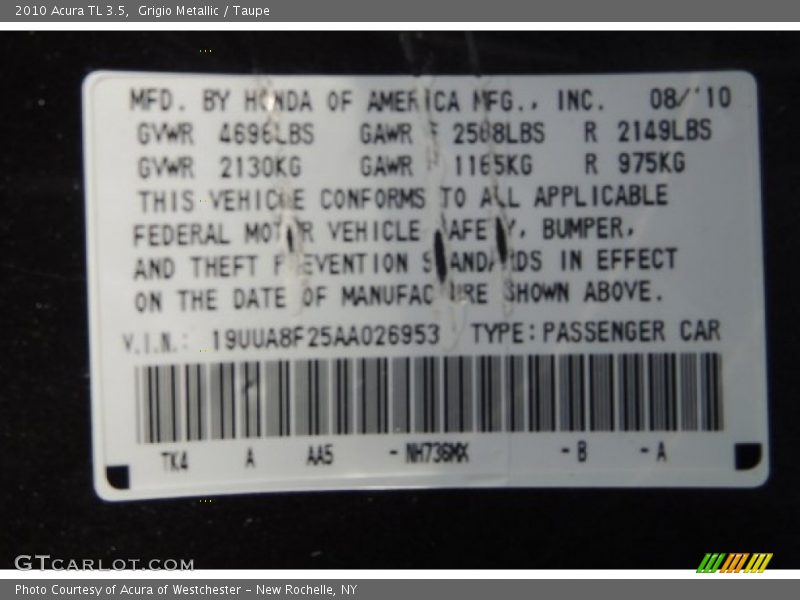 2010 Acura TL 3.5,  Grigio Metallic / Taupe
MFD. BY HONDA OF AMERICA MFG., INC. 08/'10
GVWR 4696LBS GAWR F 2568LBS R 2149LBS
GVWR 2130KG GAWR F 1165KG R 975KG
THIS VEHICLE CONFORMS TO ALL APPLICABLE
FEDERAL MOTOR VEHICLE SAFETY, BUMPER,
AND THEFT PREVENTION STANDARDS IN EFFECT
ON THE DATE OF MANUFACTURE SHOWN ABOVE.
V.I.N.: 19UUA8F25AA026953 TYPE: PASSENGER CAR
TK4 A AA5 - NH736MX - B - A
GTCARLOT.COM
Photo Courtesy of Acura of Westchester - New Rochelle, NY